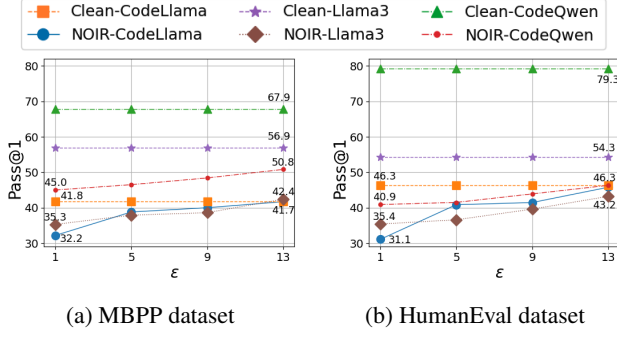 Clean-CodeLlama Clean-Llama3 Clean-CodeQwen
NOIR-CodeLlama NOIR-Llama3 NOIR-CodeQwen
Pass@1
80
70
60
50
40
30
67.9
56.9
50.8
45.0
41.8
42.4
41.7
35.3
32.2
1 5 9 13
ε
(a) MBPP dataset
Pass@1
80
70
60
50
40
30
79.3
54.3
46.3
46.3
40.9
43.2
35.4
31.1
1 5 9 13
ε
(b) HumanEval dataset